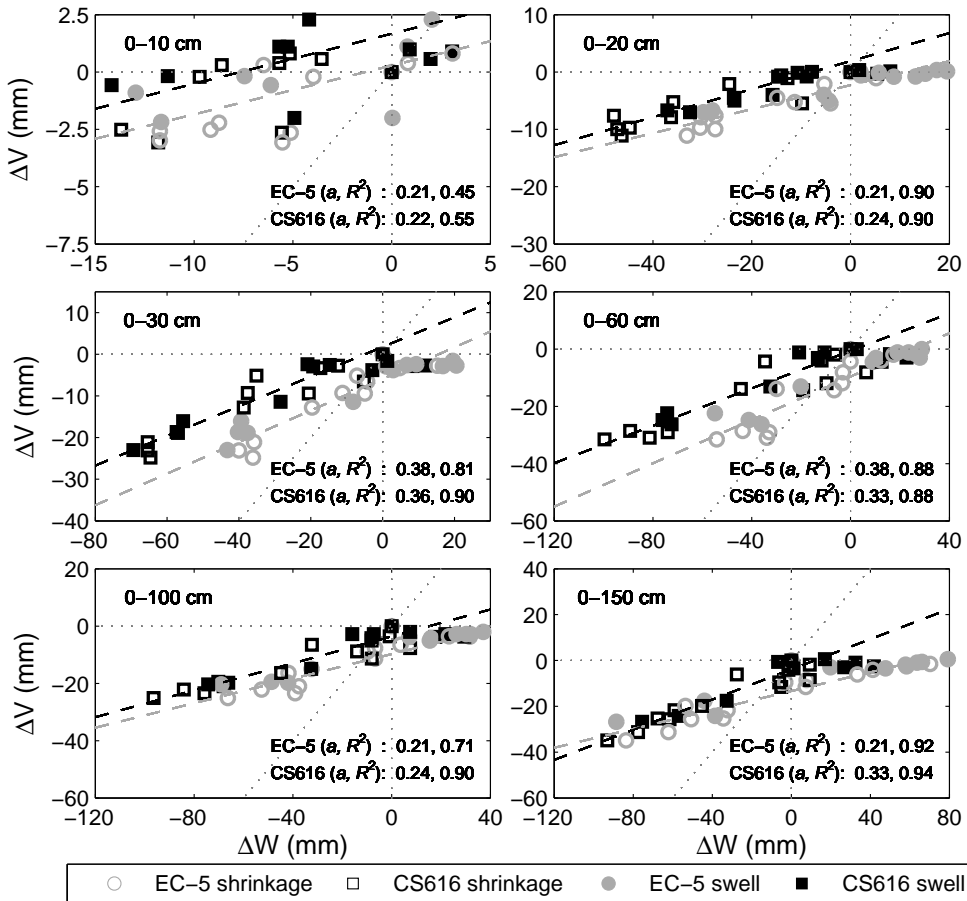 0−10 cm
ΔV (mm)
2.5
0
−2.5
−5
−7.5
EC−5 (a, R²) : 0.21, 0.45
CS616 (a, R²): 0.22, 0.55
−15 −10 −5 0 5
0−20 cm
10
0
−10
−20
−30
EC−5 (a, R²) : 0.21, 0.90
CS616 (a, R²): 0.24, 0.90
−60 −40 −20 0 20
0−30 cm
ΔV (mm)
10
0
−10
−20
−30
−40
EC−5 (a, R²) : 0.38, 0.81
CS616 (a, R²): 0.36, 0.90
−80 −60 −40 −20 0 20
0−60 cm
20
0
−20
−40
−60
EC−5 (a, R²) : 0.38, 0.88
CS616 (a, R²): 0.33, 0.88
−120 −80 −40 0 40
0−100 cm
ΔV (mm)
20
0
−20
−40
−60
EC−5 (a, R²) : 0.21, 0.71
CS616 (a, R²): 0.24, 0.90
−120 −80 −40 0 40
ΔW (mm)
0−150 cm
40
20
0
−20
−40
−60
EC−5 (a, R²) : 0.21, 0.92
CS616 (a, R²): 0.33, 0.94
−120 −80 −40 0 40 80
ΔW (mm)
EC−5 shrinkage CS616 shrinkage EC−5 swell CS616 swell